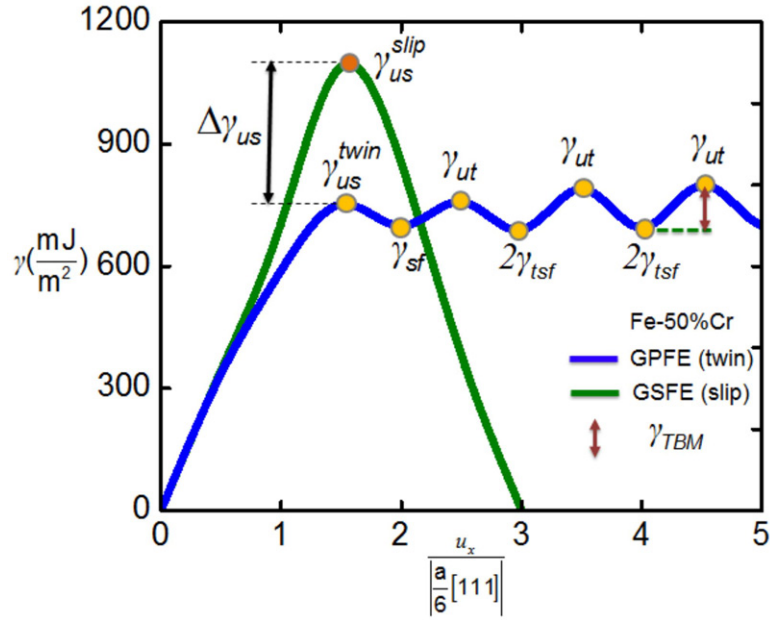 1200
γ_us^slip
Δγ_us
900
γ_us^twin
γ_ut
γ_ut
γ_ut
γ(mJ/m²)
600
γ_sf
2γ_tsf
2γ_tsf
Fe-50%Cr
GPFE (twin)
300
GSFE (slip)
γ_TBM
0
0 1 2 3 4 5
u_x
|a/6[111]|